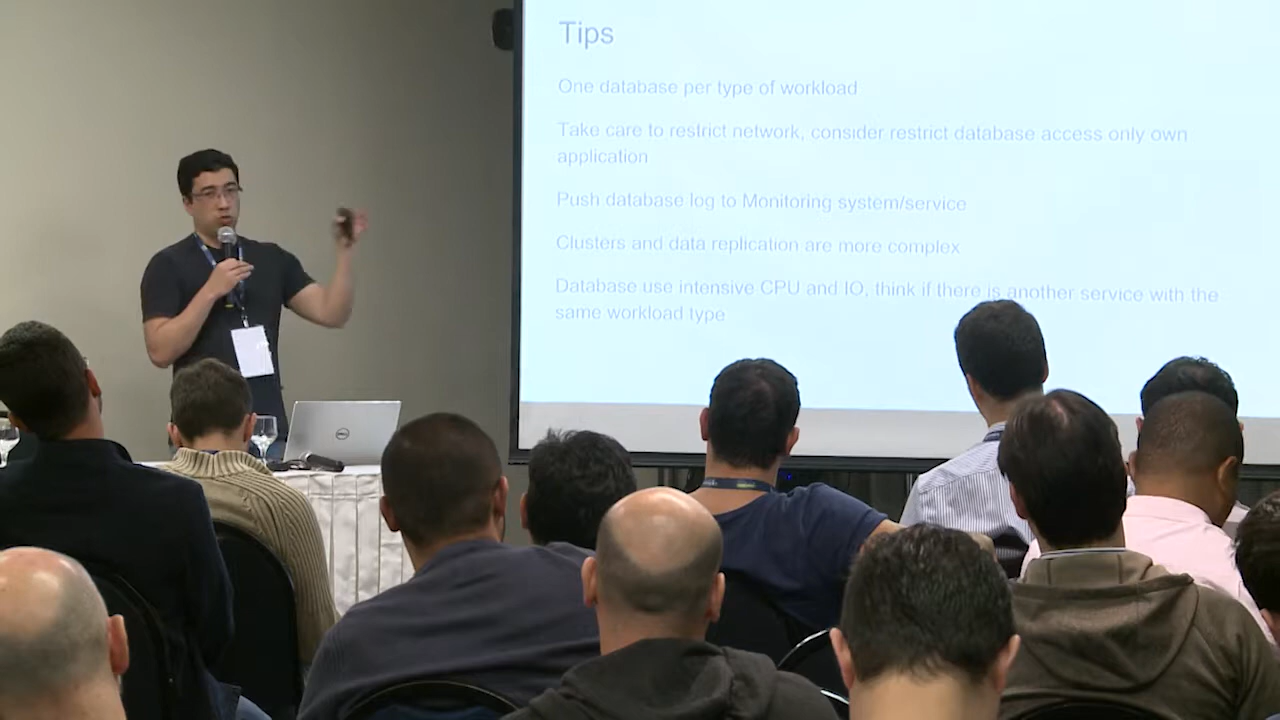 Tips
One database per type of workload
Take care to restrict network, consider restrict database access only own
application
Push database log to Monitoring system/service
Clusters and data replication are more complex
Database use intensive CPU and IO, think if there is another service with the
same workload type
DELL